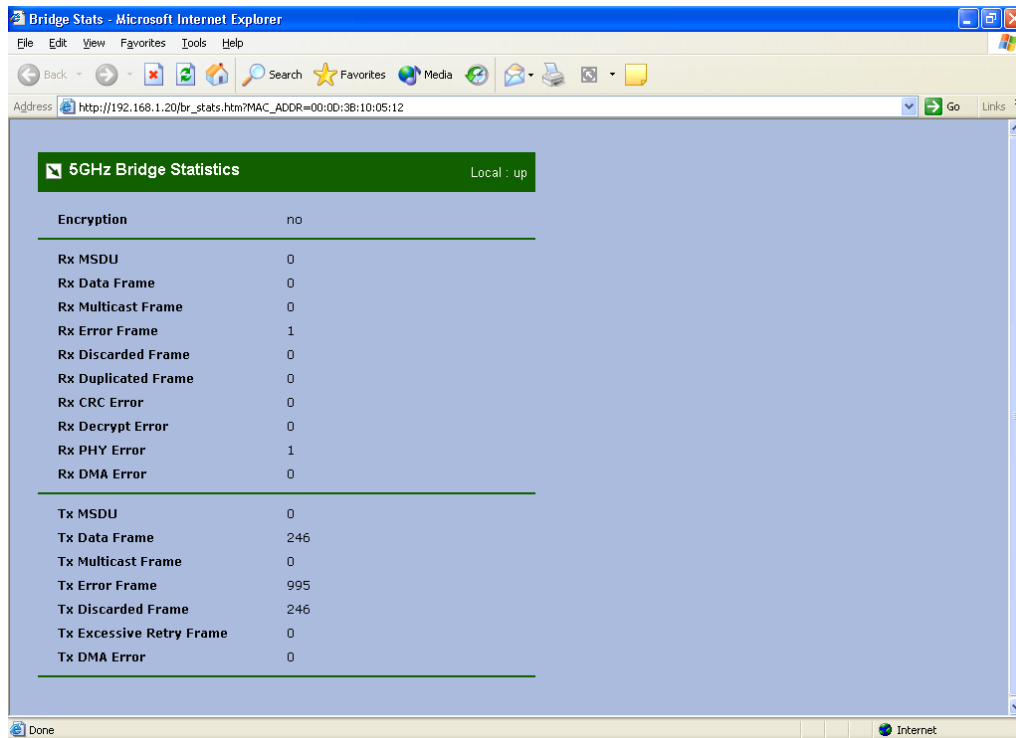 Bridge Stats - Microsoft Internet Explorer
File Edit View Favorites Tools Help
Back Search Favorites Media
Address http://192.168.1.20/br_stats.htm?MAC_ADDR=00:0D:3B:10:05:12 Go Links
5GHz Bridge Statistics Local : up
Encryption no
Rx MSDU 0
Rx Data Frame 0
Rx Multicast Frame 0
Rx Error Frame 1
Rx Discarded Frame 0
Rx Duplicated Frame 0
Rx CRC Error 0
Rx Decrypt Error 0
Rx PHY Error 1
Rx DMA Error 0
Tx MSDU 0
Tx Data Frame 246
Tx Multicast Frame 0
Tx Error Frame 995
Tx Discarded Frame 246
Tx Excessive Retry Frame 0
Tx DMA Error 0
Done Internet